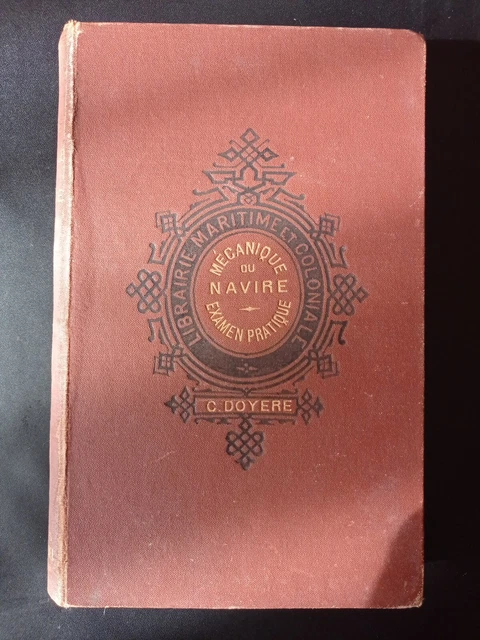 LIBRAIRIE MARITIME ET COLONIALE
MÉCANIQUE
DU
NAVIRE
EXAMEN PRATIQUE
C. DOYERE